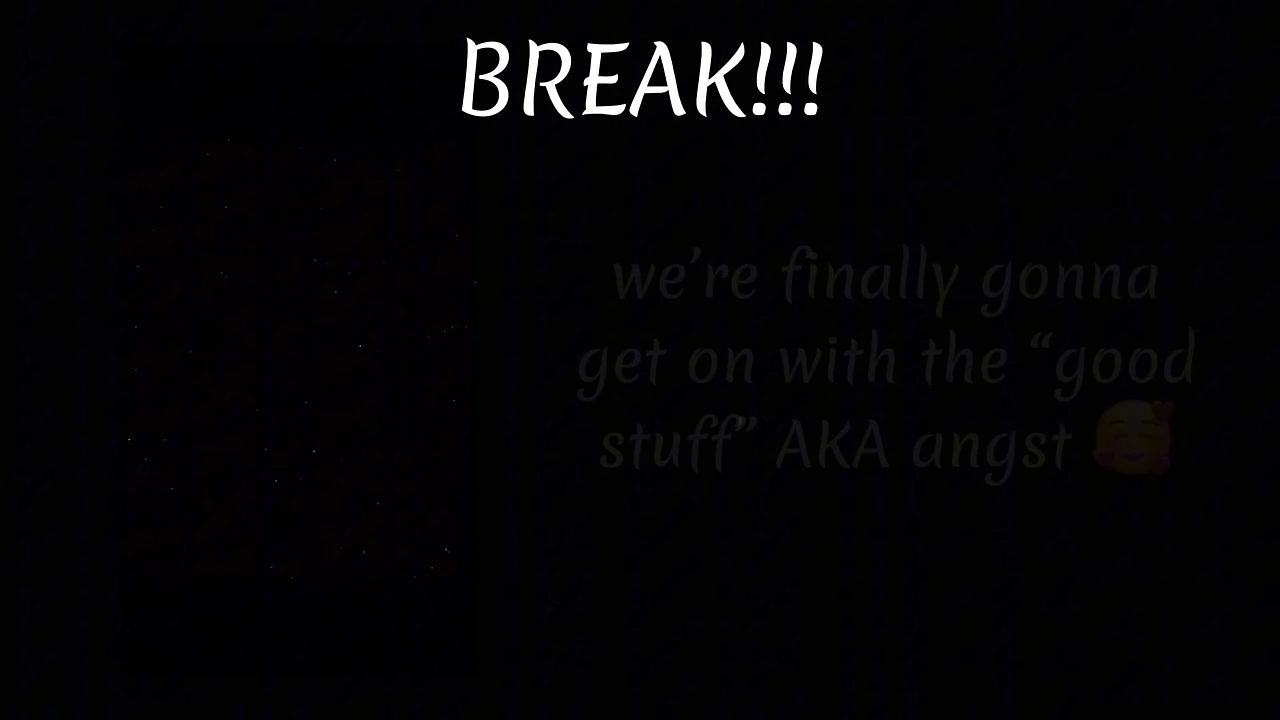 BREAK!!!
we’re finally gonna
get on with the “good
stuff” AKA angst 🥰